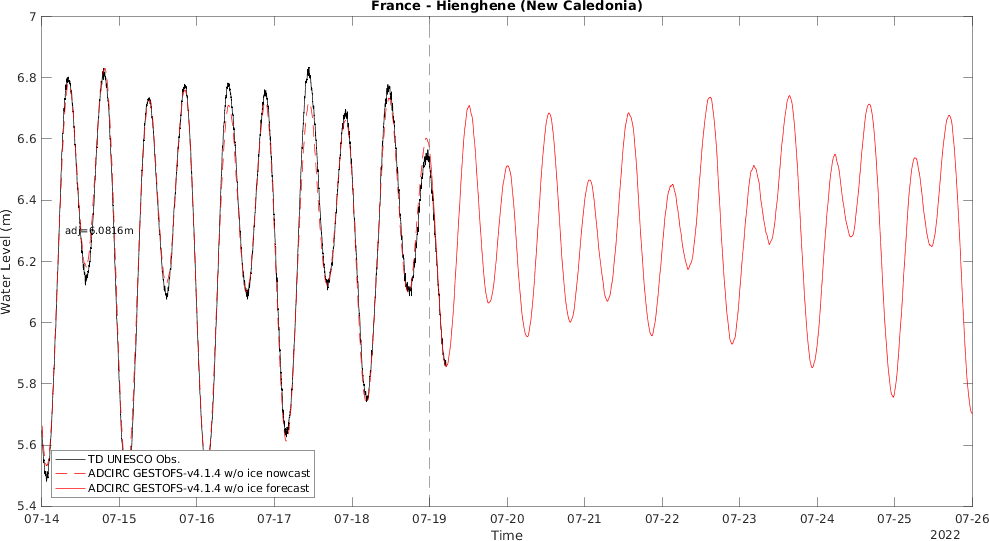 France - Hienghene (New Caledonia)
7
6.8
6.6
6.4
6.2
6
5.8
5.6
5.4
Water Level (m)
adj=6.0816m
TD UNESCO Obs.
ADCIRC GESTOFS-v4.1.4 w/o ice nowcast
ADCIRC GESTOFS-v4.1.4 w/o ice forecast
07-14 07-15 07-16 07-17 07-18 07-19 07-20 07-21 07-22 07-23 07-24 07-25 07-26
Time
2022